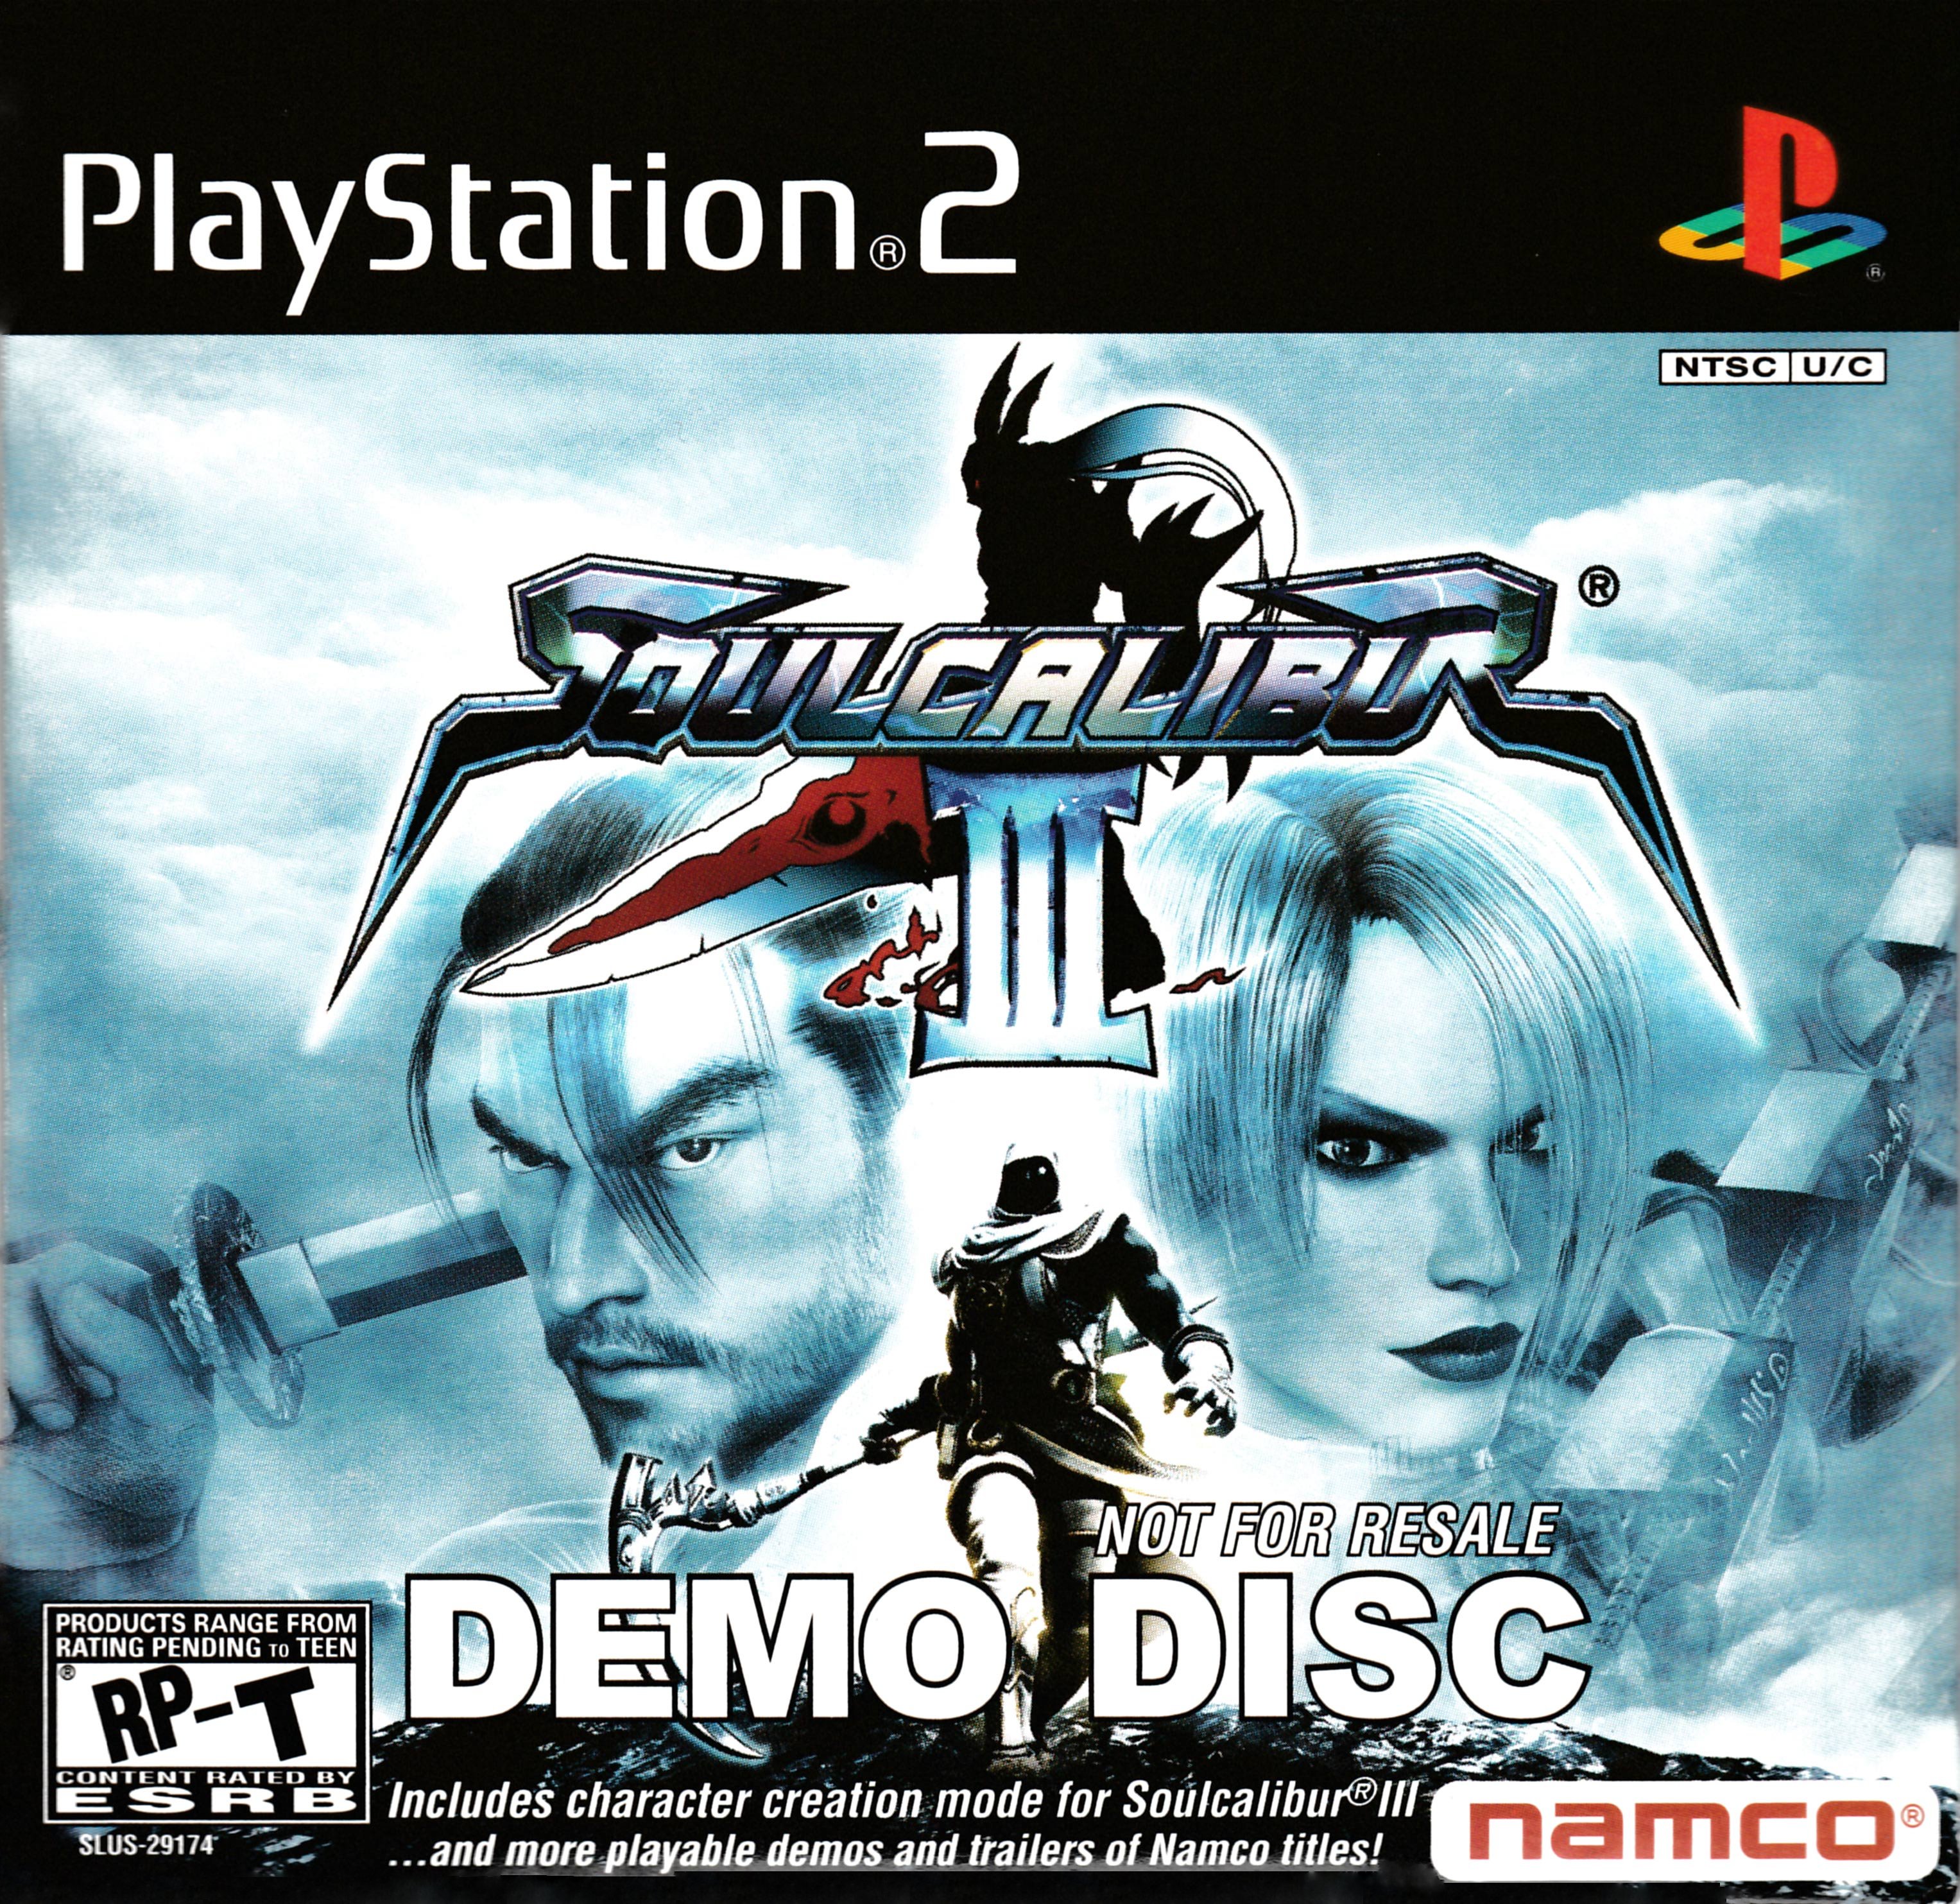 PlayStation®2
®
NTSC U/C
SOULCALIBUR®
III
NOT FOR RESALE
DEMO DISC
PRODUCTS RANGE FROM
RATING PENDING TO TEEN
®
RP-T
CONTENT RATED BY
ESRB
SLUS-29174
Includes character creation mode for Soulcalibur®III
...and more playable demos and trailers of Namco titles!
namco®